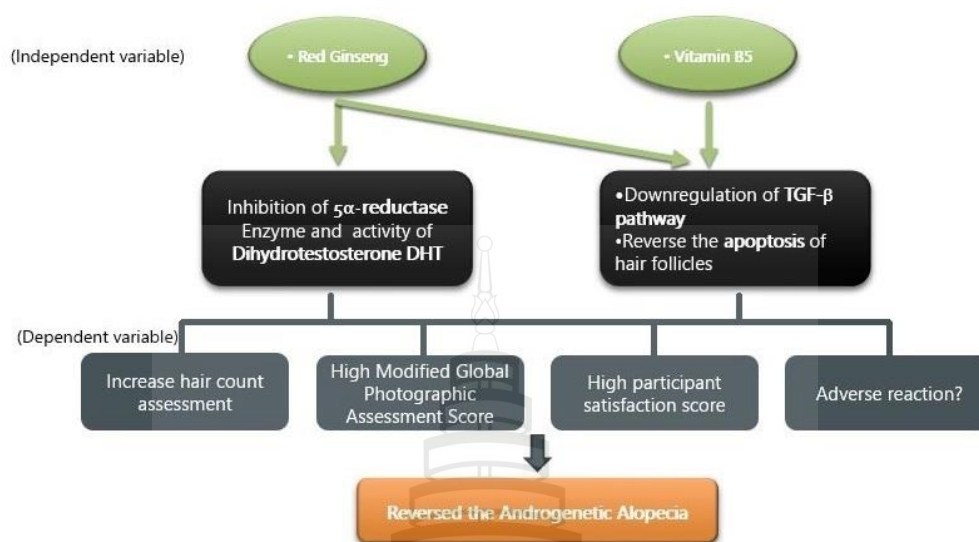 (Independent variable)
• Red Ginseng
• Vitamin B5
Inhibition of 5α-reductase
Enzyme and activity of
Dihydrotestosterone DHT
•Downregulation of TGF-β
pathway
•Reverse the apoptosis of
hair follicles
(Dependent variable)
Increase hair count
assessment
High Modified Global
Photographic
Assessment Score
High participant
satisfaction score
Adverse reaction?
Reversed the Androgenetic Alopecia